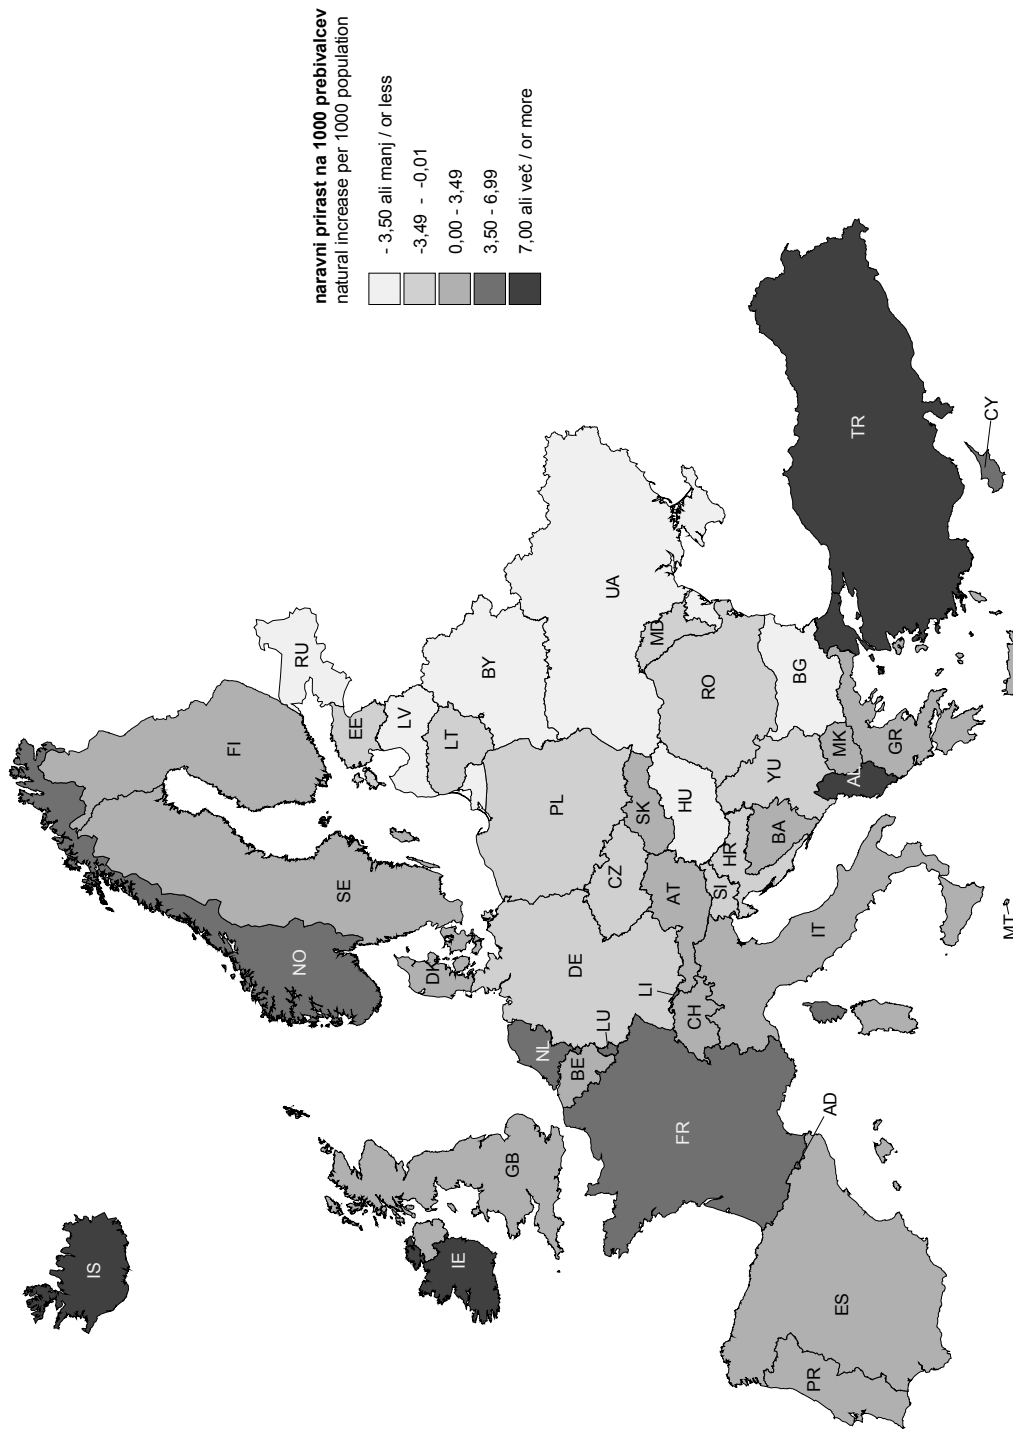 naravni prirast na 1000 prebivalcev
natural increase per 1000 population
- 3,50 ali manj / or less
-3,49 - -0,01
0,00 - 3,49
3,50 - 6,99
7,00 ali več / or more
IS
NO
SE
FI
RU
EE
LV
LT
BY
DK
IE
GB
NL
BE
LU
DE
PL
UA
CZ
SK
MD
LI
CH
AT
HU
RO
FR
SI
HR
BA
YU
BG
MK
AL
GR
TR
CY
IT
MT
AD
ES
PR